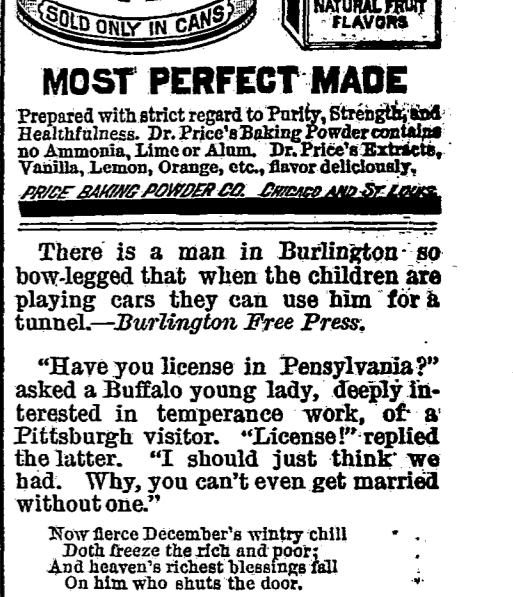 SOLD ONLY IN CANS
NATURAL FRUIT
FLAVORS
MOST PERFECT MADE
Prepared with strict regard to Purity, Strength, and
Healthfulness. Dr. Price's Baking Powder contains
no Ammonia, Lime or Alum. Dr. Price's Extracts,
Vanilla, Lemon, Orange, etc., flavor deliciously.
PRICE BAKING POWDER CO. CHICAGO AND ST. LOUIS.
There is a man in Burlington so
bow-legged that when the children are
playing cars they can use him for a
tunnel.—Burlington Free Press.
"Have you license in Pensylvania?"
asked a Buffalo young lady, deeply in-
terested in temperance work, of a
Pittsburgh visitor. "License!" replied
the latter. "I should just think we
had. Why, you can't even get married
without one."
Now fierce December's wintry chill
Doth freeze the rich and poor;
And heaven's richest blessings fall
On him who shuts the door.